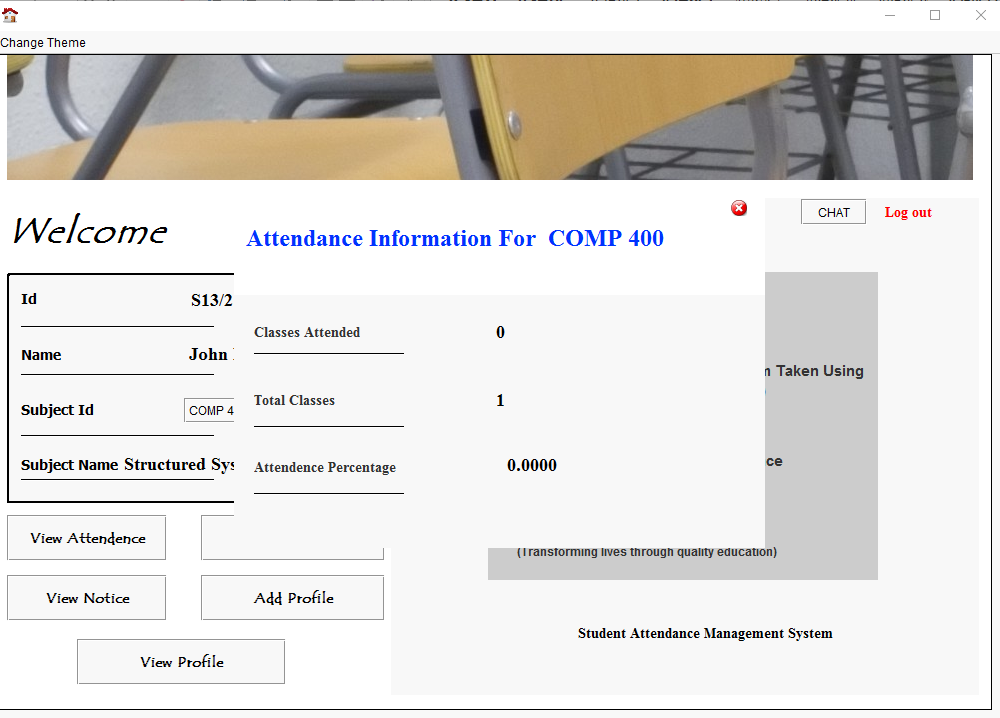 Change Theme
Welcome
CHAT
Log out
Attendance Information For COMP 400
Id S13/2
Name John
Subject Id COMP 4
Subject Name Structured Sys
Classes Attended 0
Total Classes 1
Attendence Percentage 0.0000
Taken Using
ce
(Transforming lives through quality education)
View Attendence
View Notice
Add Profile
View Profile
Student Attendance Management System